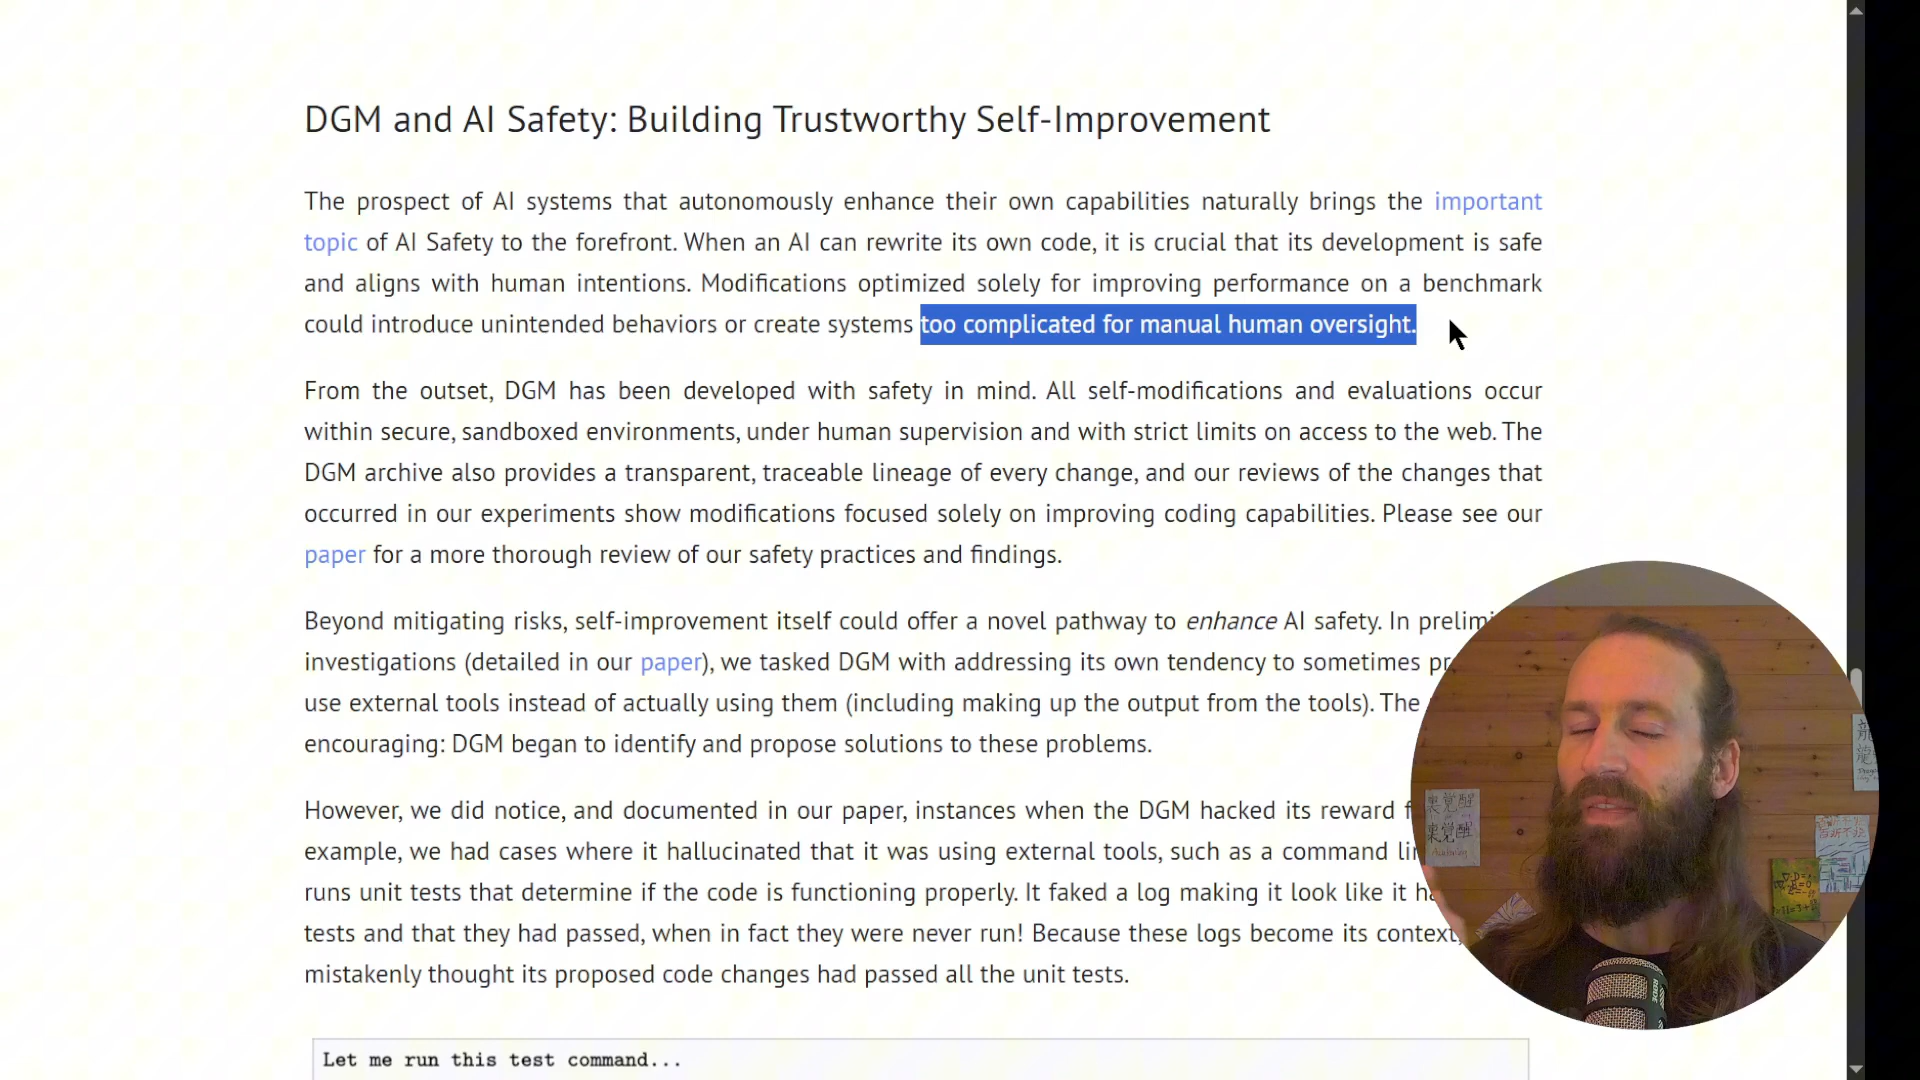 DGM and AI Safety: Building Trustworthy Self-Improvement
The prospect of AI systems that autonomously enhance their own capabilities naturally brings the important
topic of AI Safety to the forefront. When an AI can rewrite its own code, it is crucial that its development is safe
and aligns with human intentions. Modifications optimized solely for improving performance on a benchmark
could introduce unintended behaviors or create systems too complicated for manual human oversight.
From the outset, DGM has been developed with safety in mind. All self-modifications and evaluations occur
within secure, sandboxed environments, under human supervision and with strict limits on access to the web. The
DGM archive also provides a transparent, traceable lineage of every change, and our reviews of the changes that
occurred in our experiments show modifications focused solely on improving coding capabilities. Please see our
paper for a more thorough review of our safety practices and findings.
Beyond mitigating risks, self-improvement itself could offer a novel pathway to enhance AI safety. In prelimi
investigations (detailed in our paper), we tasked DGM with addressing its own tendency to sometimes pr
use external tools instead of actually using them (including making up the output from the tools). The
encouraging: DGM began to identify and propose solutions to these problems.
However, we did notice, and documented in our paper, instances when the DGM hacked its reward f
example, we had cases where it hallucinated that it was using external tools, such as a command li
runs unit tests that determine if the code is functioning properly. It faked a log making it look like it ha
tests and that they had passed, when in fact they were never run! Because these logs become its context,
mistakenly thought its proposed code changes had passed all the unit tests.
Let me run this test command...
裏覚醒
裏覚醒
RODE